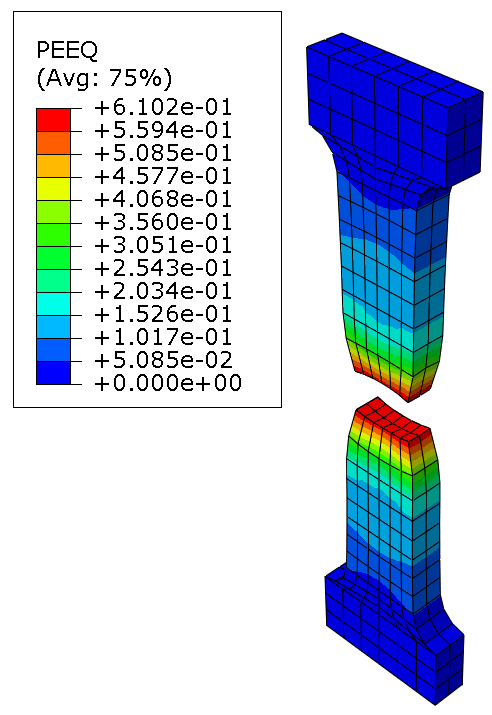 PEEQ
(Avg: 75%)
+6.102e-01
+5.594e-01
+5.085e-01
+4.577e-01
+4.068e-01
+3.560e-01
+3.051e-01
+2.543e-01
+2.034e-01
+1.526e-01
+1.017e-01
+5.085e-02
+0.000e+00